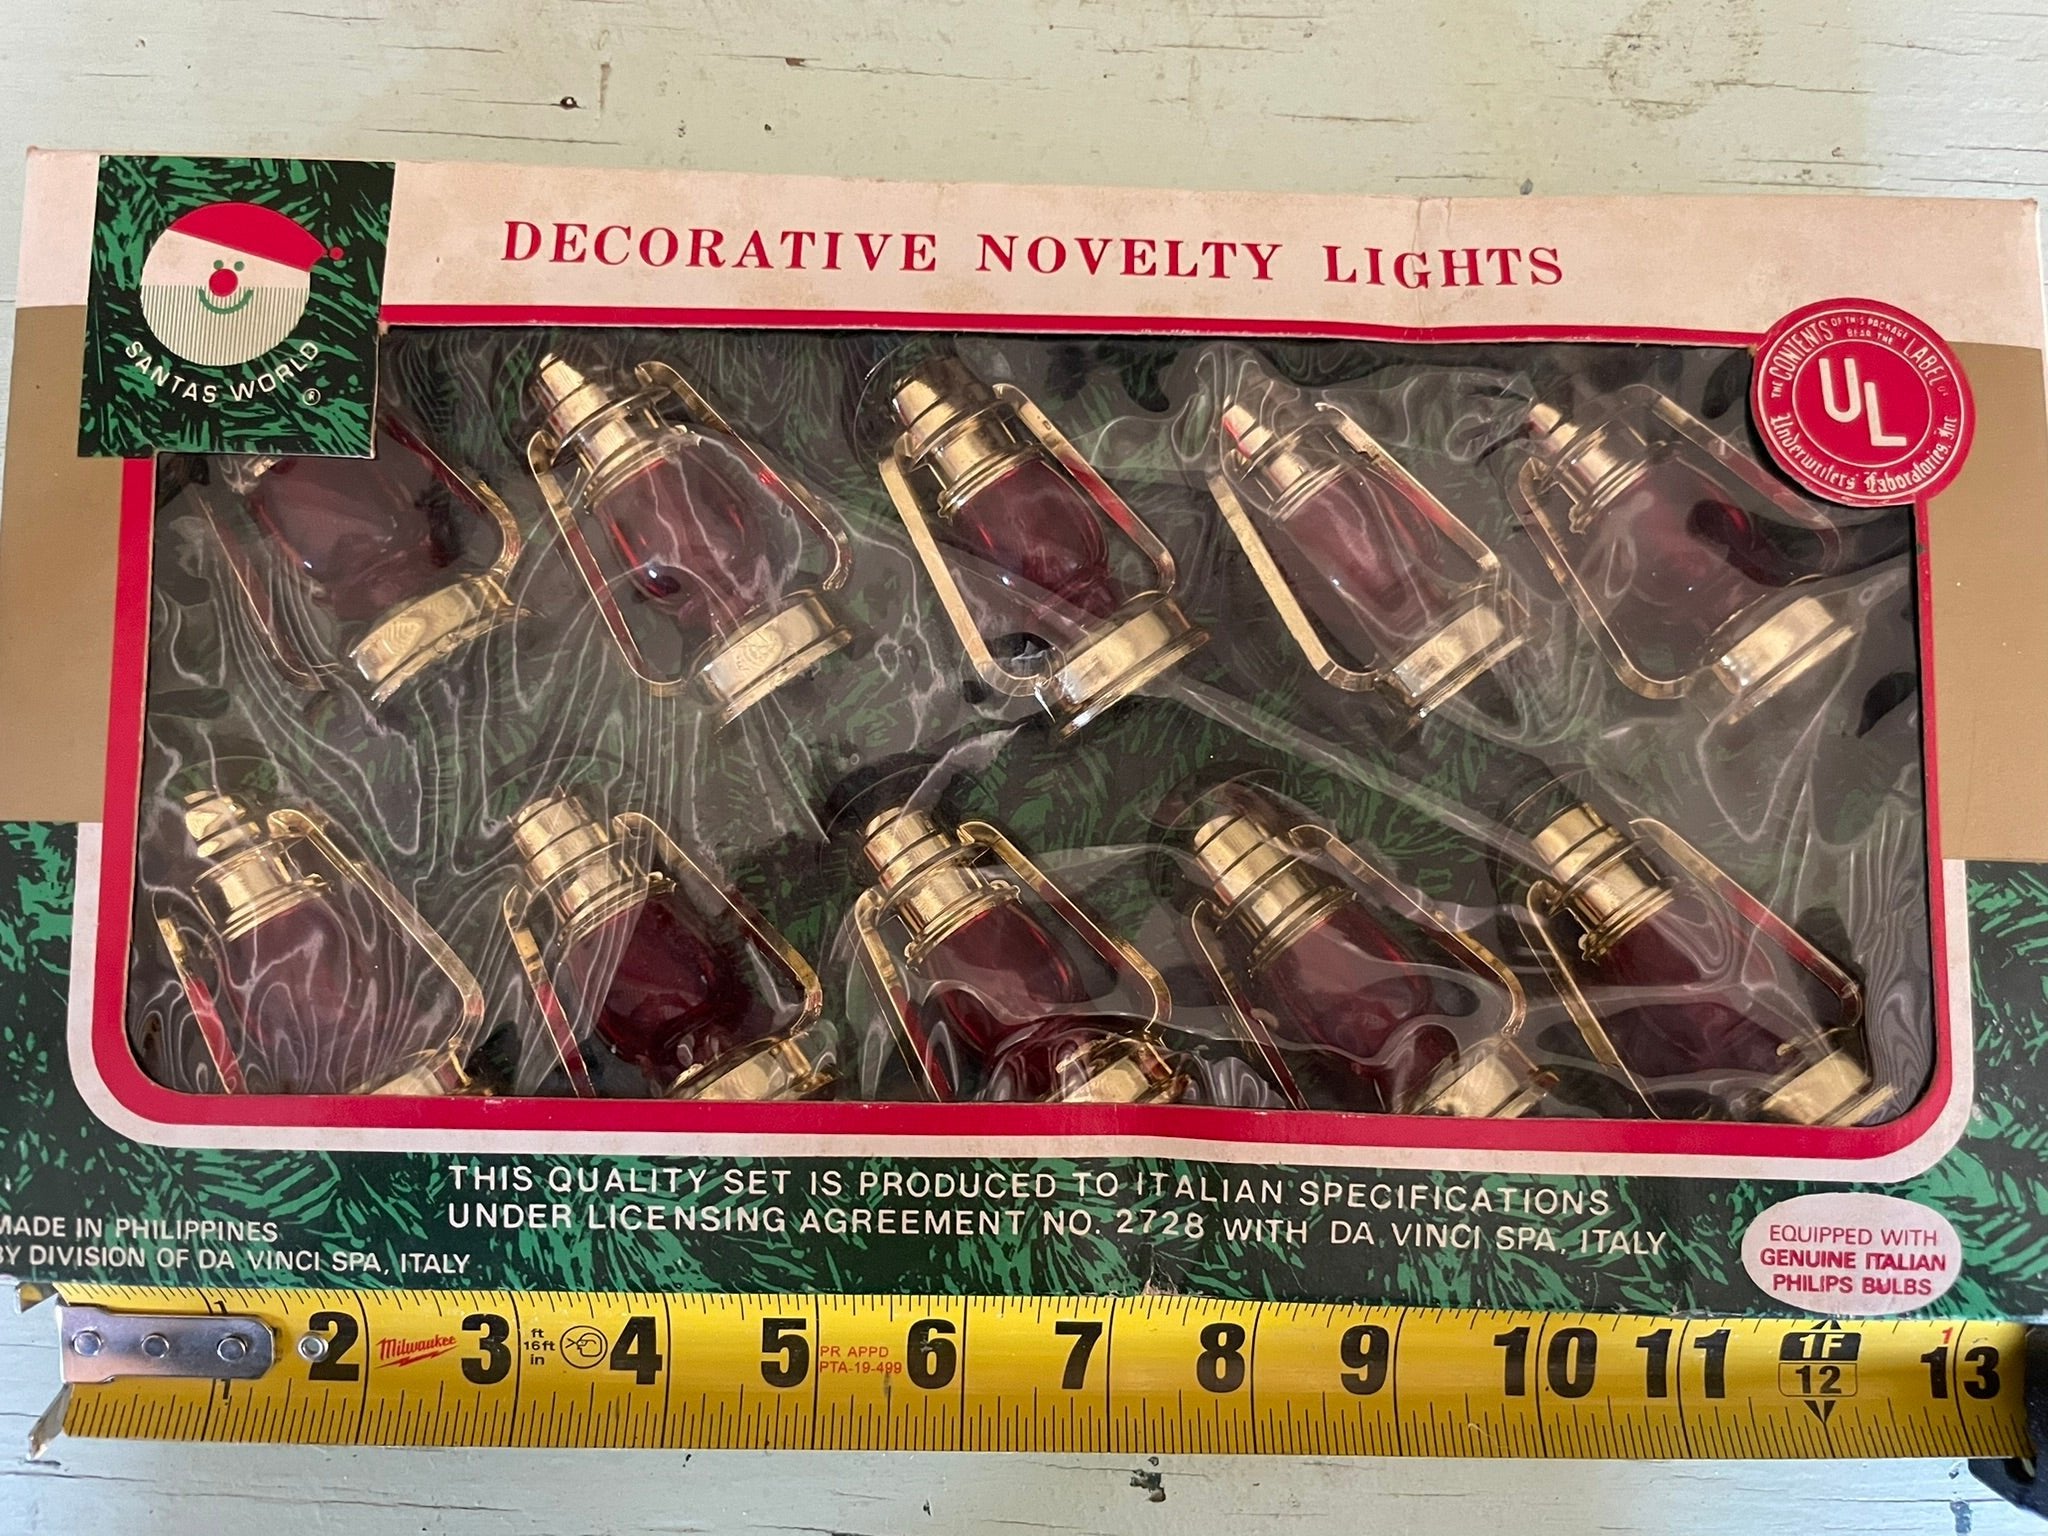 DECORATIVE NOVELTY LIGHTS
SANTAS WORLD ®
THE CONTENTS OF THIS PACKAGE BEAR THE LABEL OF
UL
Underwriters' Laboratories, Inc
THIS QUALITY SET IS PRODUCED TO ITALIAN SPECIFICATIONS
UNDER LICENSING AGREEMENT NO. 2728 WITH DA VINCI SPA, ITALY
MADE IN PHILIPPINES
BY DIVISION OF DA VINCI SPA, ITALY
EQUIPPED WITH
GENUINE ITALIAN
PHILIPS BULBS
1 2 Milwaukee 3 ft 16ft in 4 5 PR APPD PTA-19-499 6 7 8 9 10 11 1F 12 1 13
1